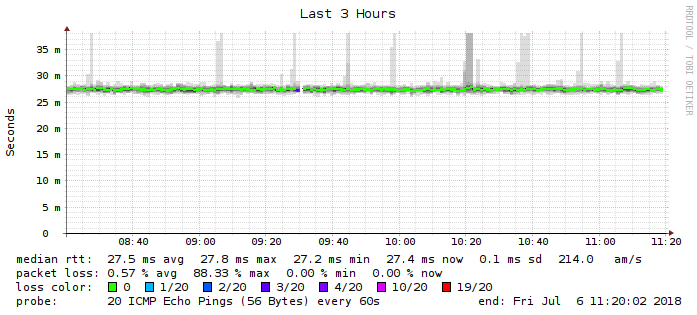 Last 3 Hours
RRDTOOL / TOBI OETIKER
Seconds
35 m
30 m
25 m
20 m
15 m
10 m
5 m
0
08:40 09:00 09:20 09:40 10:00 10:20 10:40 11:00 11:20
median rtt: 27.5 ms avg 27.8 ms max 27.2 ms min 27.4 ms now 0.1 ms sd 214.0 am/s
packet loss: 0.57 % avg 88.33 % max 0.00 % min 0.00 % now
loss color: 0 1/20 2/20 3/20 4/20 10/20 19/20
probe: 20 ICMP Echo Pings (56 Bytes) every 60s end: Fri Jul 6 11:20:02 2018